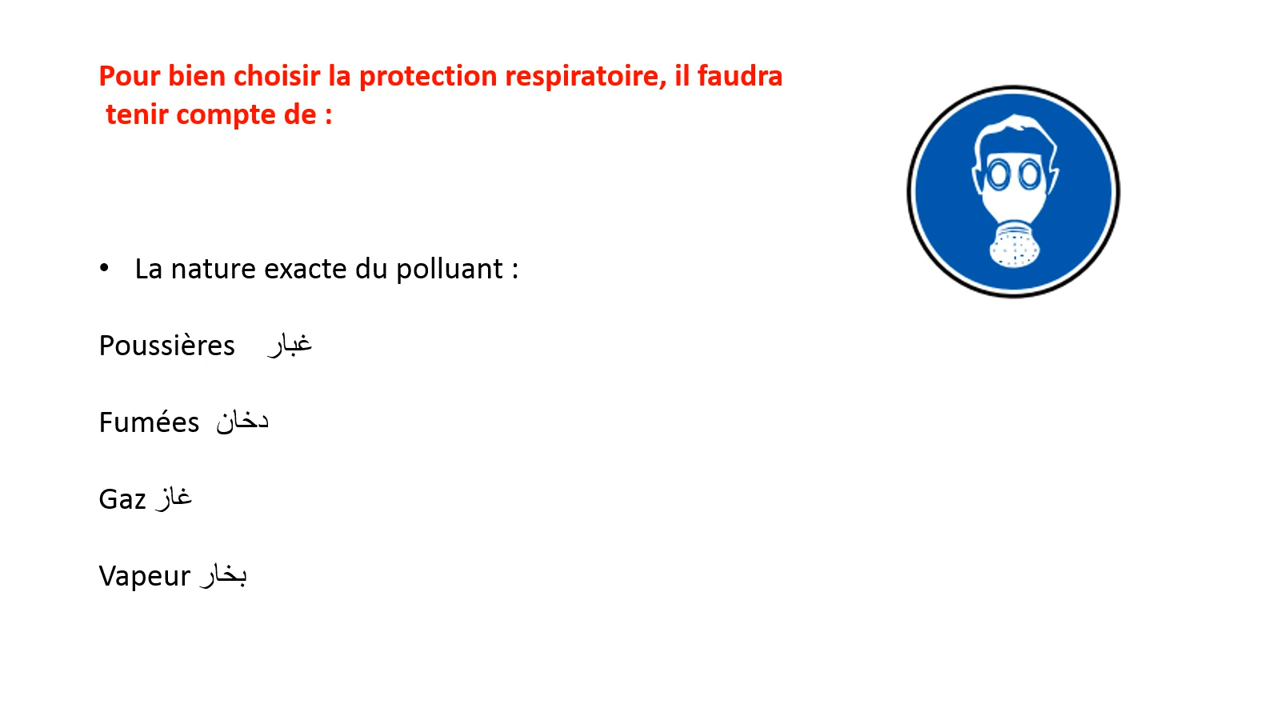 Pour bien choisir la protection respiratoire, il faudra
tenir compte de :
• La nature exacte du polluant :
Poussières غبار
Fumées دخان
Gaz غاز
Vapeur بخار